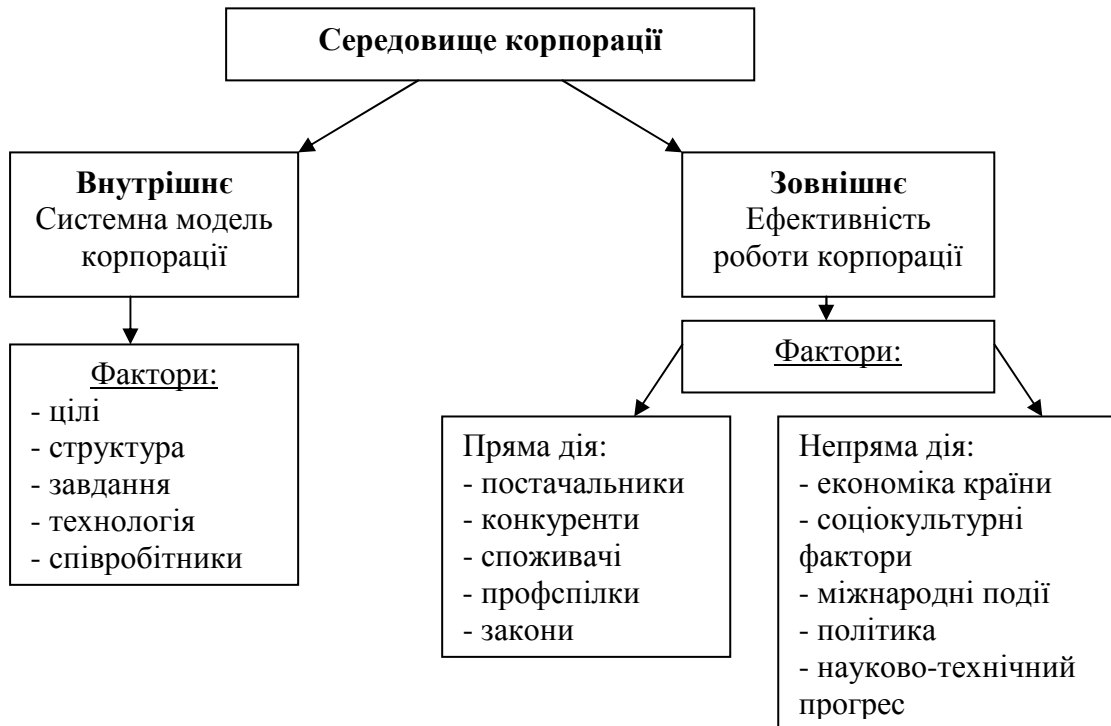 Середовище корпорації
Внутрішнє
Системна модель
корпорації
Зовнішнє
Ефективність
роботи корпорації
Фактори:
- цілі
- структура
- завдання
- технологія
- співробітники
Фактори:
Пряма дія:
- постачальники
- конкуренти
- споживачі
- профспілки
- закони
Непряма дія:
- економіка країни
- соціокультурні
фактори
- міжнародні події
- політика
- науково-технічний
прогрес